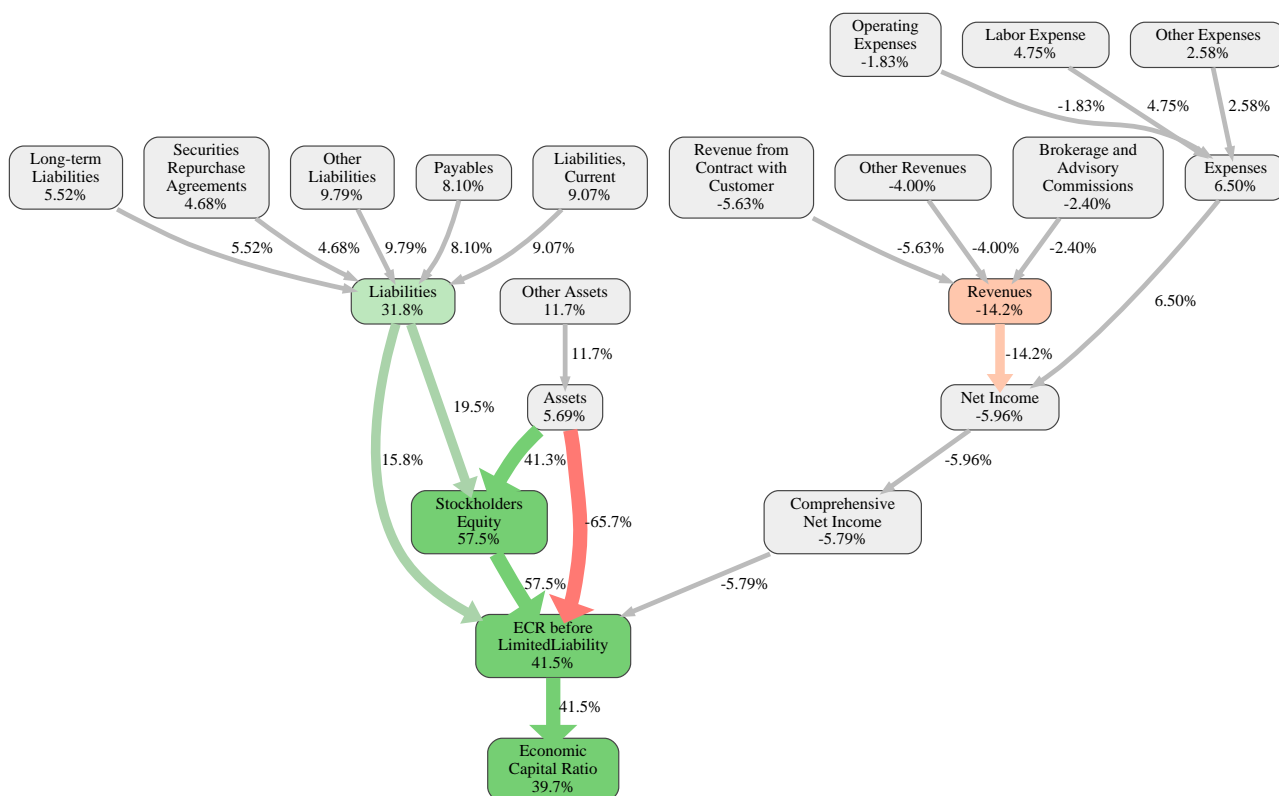 Operating
Expenses
-1.83%
Labor Expense
4.75%
Other Expenses
2.58%
-1.83%
4.75%
2.58%
Long-term
Liabilities
5.52%
Securities
Repurchase
Agreements
4.68%
Other
Liabilities
9.79%
Payables
8.10%
Liabilities,
Current
9.07%
Revenue from
Contract with
Customer
-5.63%
Other Revenues
-4.00%
Brokerage and
Advisory
Commissions
-2.40%
Expenses
6.50%
5.52%
4.68%
9.79%
8.10%
9.07%
-5.63%
-4.00%
-2.40%
Liabilities
31.8%
Other Assets
11.7%
Revenues
-14.2%
6.50%
11.7%
-14.2%
19.5%
Assets
5.69%
Net Income
-5.96%
15.8%
41.3%
-5.96%
Stockholders
Equity
57.5%
-65.7%
Comprehensive
Net Income
-5.79%
57.5%
-5.79%
ECR before
LimitedLiability
41.5%
41.5%
Economic
Capital Ratio
39.7%